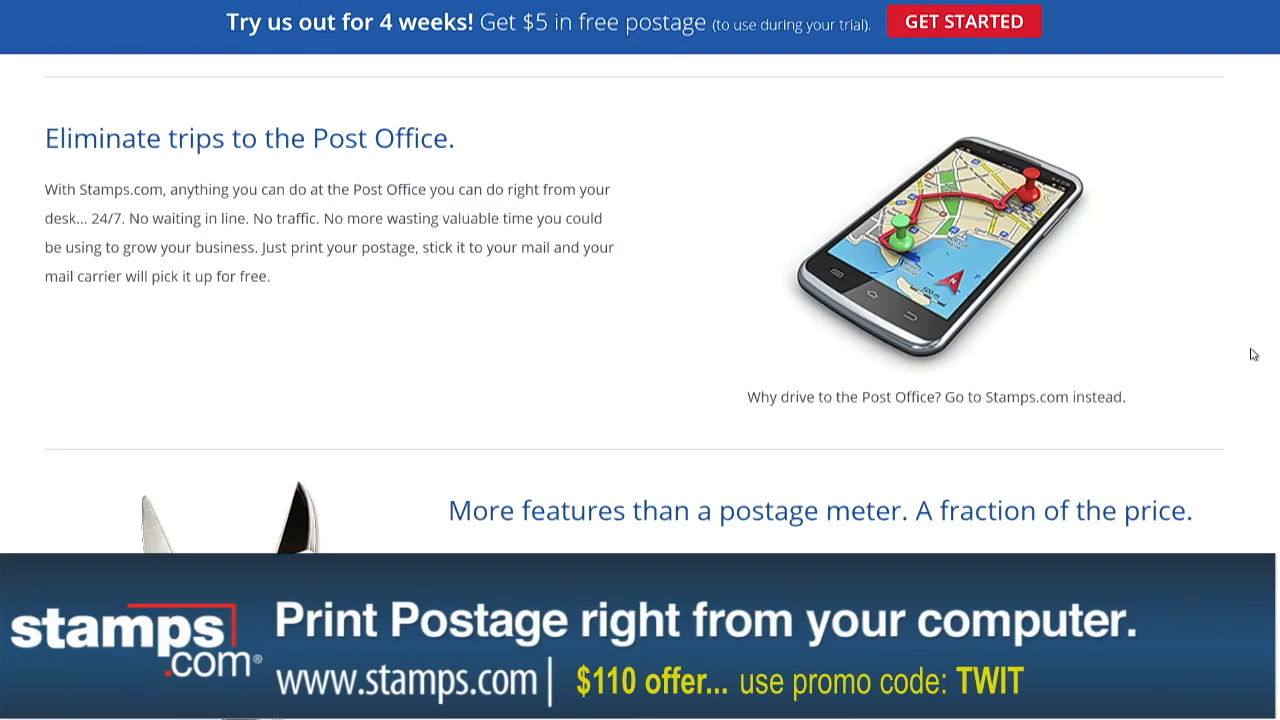 Try us out for 4 weeks! Get $5 in free postage (to use during your trial). GET STARTED
Eliminate trips to the Post Office.
With Stamps.com, anything you can do at the Post Office you can do right from your
desk... 24/7. No waiting in line. No traffic. No more wasting valuable time you could
be using to grow your business. Just print your postage, stick it to your mail and your
mail carrier will pick it up for free.
Why drive to the Post Office? Go to Stamps.com instead.
More features than a postage meter. A fraction of the price.
stamps
.com®
Print Postage right from your computer.
www.stamps.com | $110 offer... use promo code: TWIT